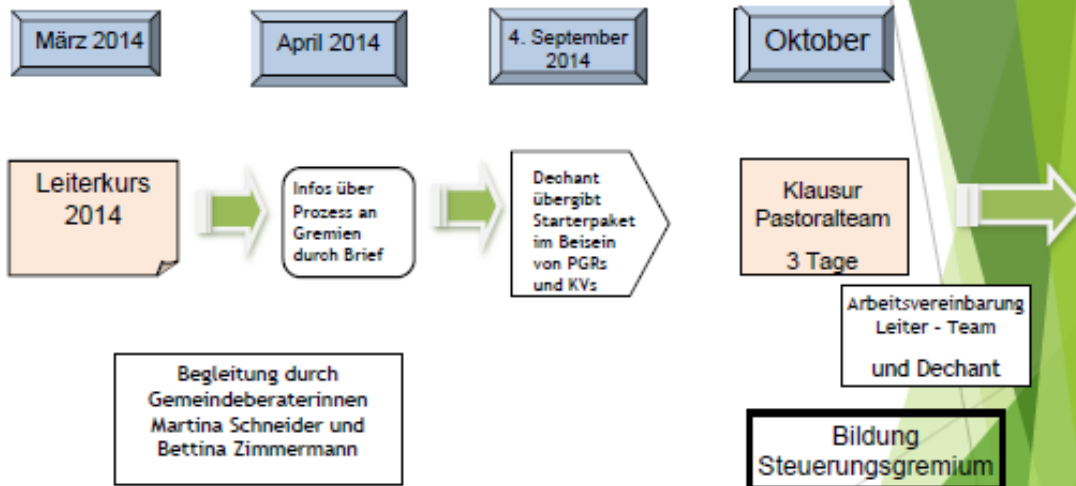 März 2014
April 2014
4. September
2014
Oktober
Leiterkurs
2014
Infos über
Prozess an
Gremien
durch Brief
Dechant
übergibt
Starterpaket
im Beisein
von PGRs
und KVs
Klausur
Pastoralteam
3 Tage
Arbeitsvereinbarung
Leiter - Team
und Dechant
Begleitung durch
Gemeindeberaterinnen
Martina Schneider und
Bettina Zimmermann
Bildung
Steuerungsgremium